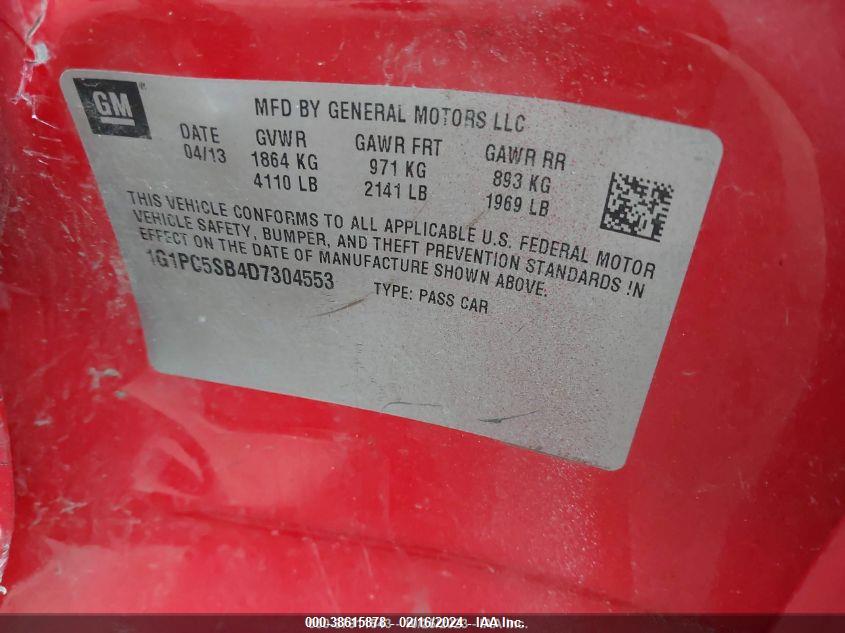 GM
MFD BY GENERAL MOTORS LLC
DATE GVWR GAWR FRT GAWR RR
04/13 1864 KG 971 KG 893 KG
4110 LB 2141 LB 1969 LB
THIS VEHICLE CONFORMS TO ALL APPLICABLE U.S. FEDERAL MOTOR
VEHICLE SAFETY, BUMPER, AND THEFT PREVENTION STANDARDS IN
EFFECT ON THE DATE OF MANUFACTURE SHOWN ABOVE.
1G1PC5SB4D7304553 TYPE: PASS CAR
000-38615878 - 02/16/2024 - IAA Inc.